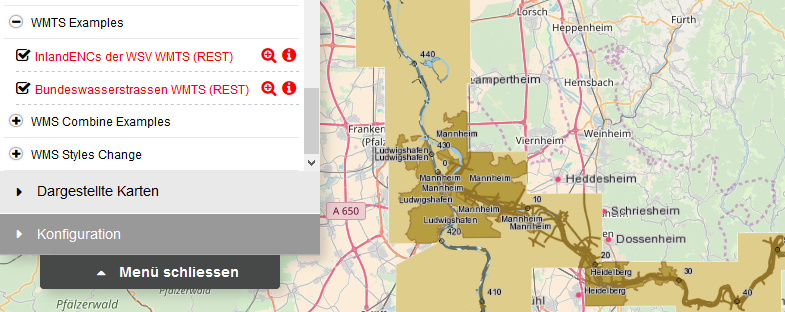 WMTS Examples
InlandENCs der WSV WMTS (REST)
Bundeswasserstrassen WMTS (REST)
WMS Combine Examples
WMS Styles Change
Dargestellte Karten
Konfiguration
Menü schliessen
Pfälzerwald
A 650
Franken
(Pfalz)
Lorsch
Heppenheim
Fürth
440
Lampertheim
Hemsbach
Mannheim
430
Viernheim
Weinheim
Ludwigshafen
Ludwigshafen
0
Mannheim
Mannheim
Mannheim
Heddesheim
Ludwigshafen
Mannheim
10
Schriesheim
Ludwigshafen
Mannheim
Mannheim
420
Dossenheim
20
Heidelberg
30
Heidelberg
410
40